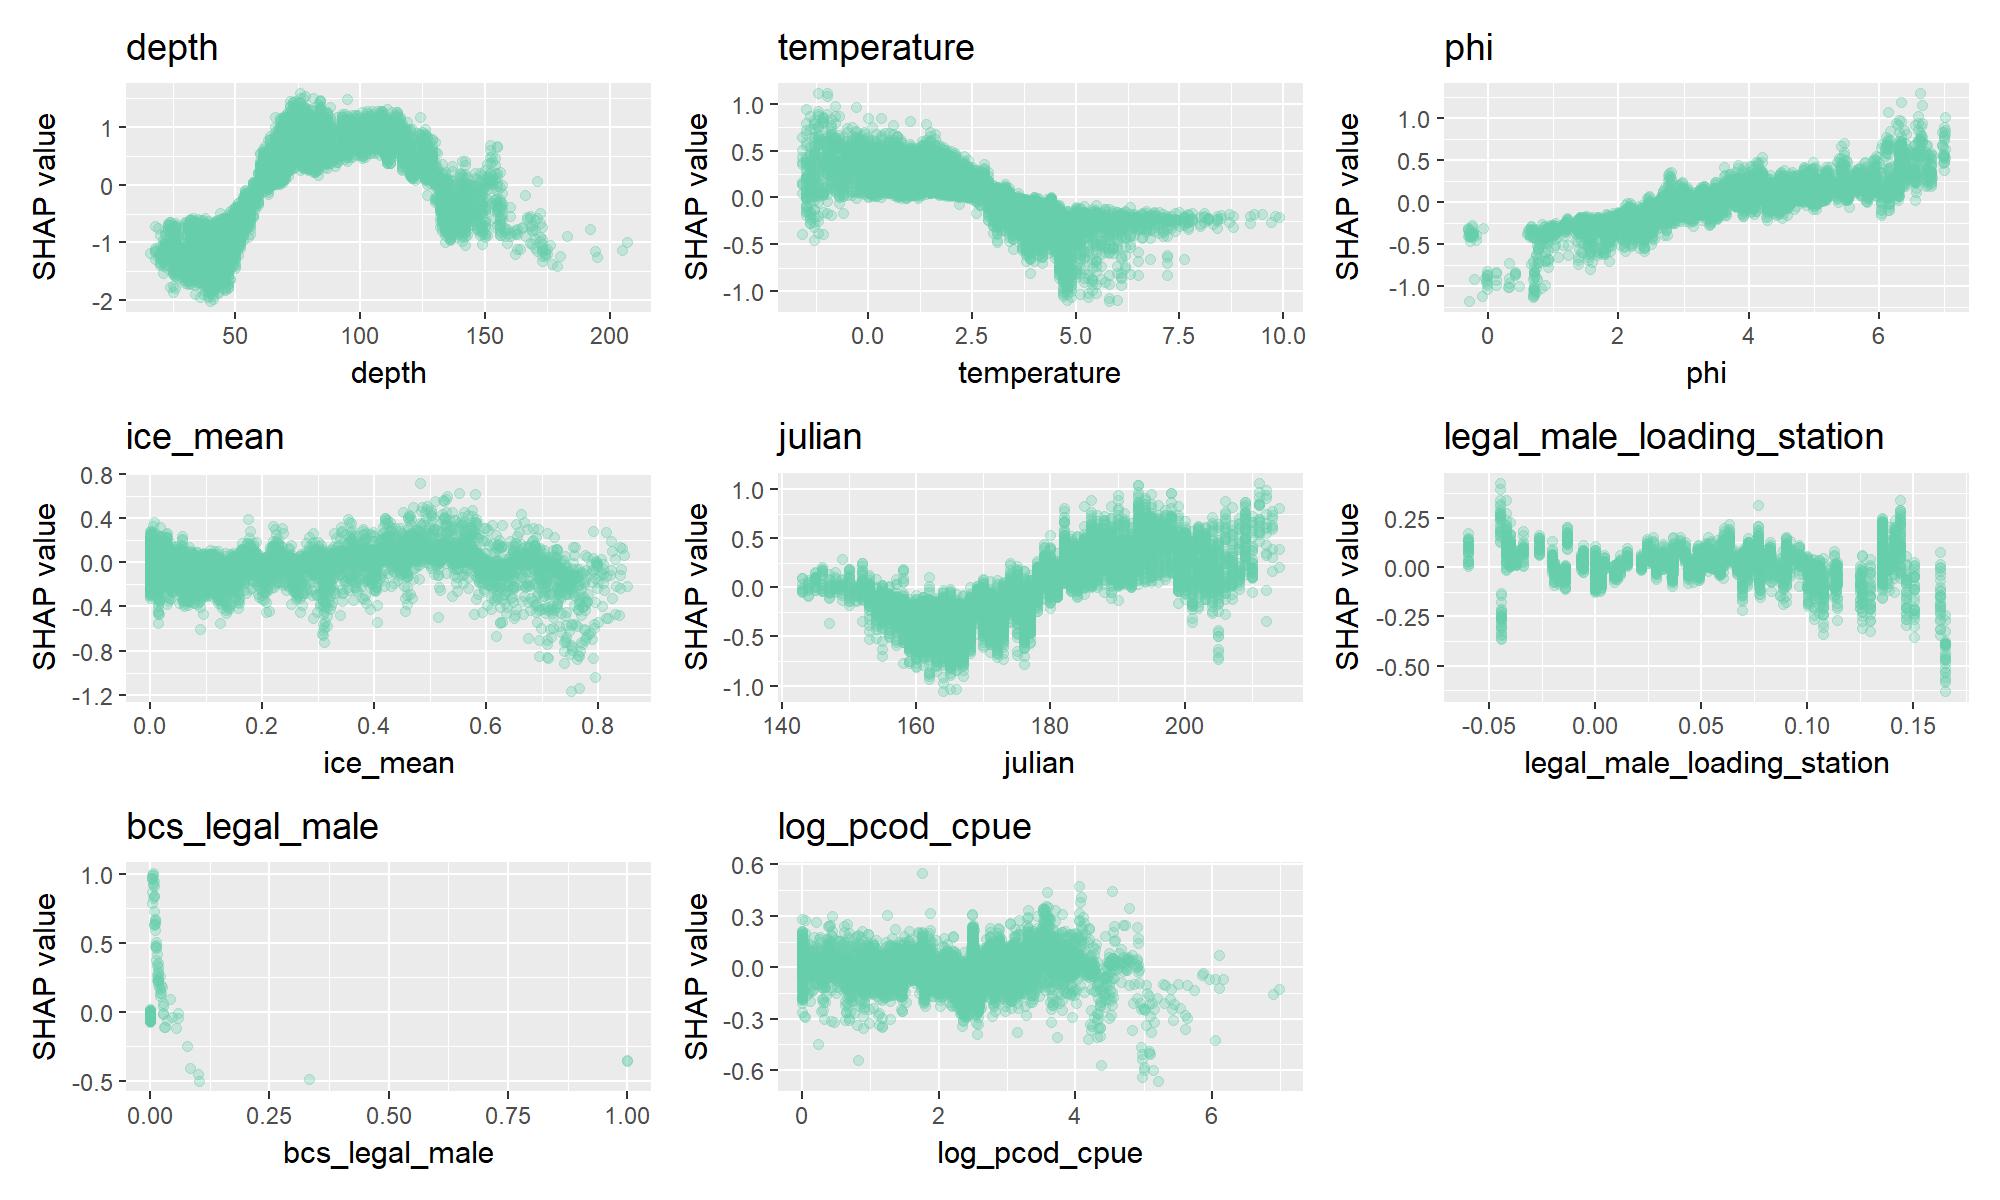 depth
SHAP value
1
0
-1
-2
50 100 150 200
depth
temperature
SHAP value
1.0
0.5
0.0
-0.5
-1.0
0.0 2.5 5.0 7.5 10.0
temperature
phi
SHAP value
1.0
0.5
0.0
-0.5
-1.0
0 2 4 6
phi
ice_mean
SHAP value
0.8
0.4
0.0
-0.4
-0.8
-1.2
0.0 0.2 0.4 0.6 0.8
ice_mean
julian
SHAP value
1.0
0.5
0.0
-0.5
-1.0
140 160 180 200
julian
legal_male_loading_station
SHAP value
0.25
0.00
-0.25
-0.50
-0.05 0.00 0.05 0.10 0.15
legal_male_loading_station
bcs_legal_male
SHAP value
1.0
0.5
0.0
-0.5
0.00 0.25 0.50 0.75 1.00
bcs_legal_male
log_pcod_cpue
SHAP value
0.6
0.3
0.0
-0.3
-0.6
0 2 4 6
log_pcod_cpue